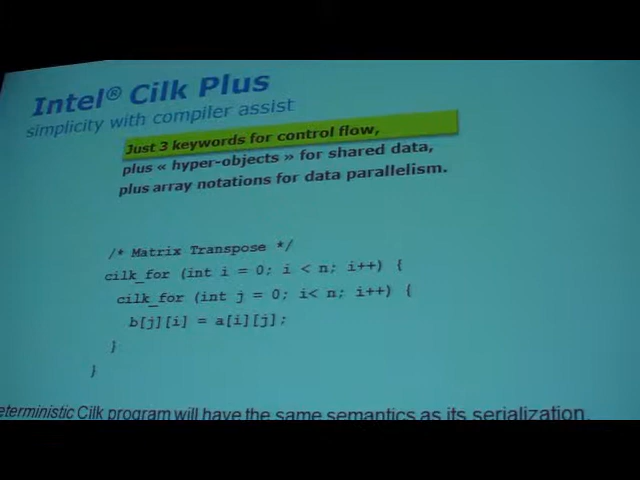 Intel® Cilk Plus
simplicity with compiler assist
Just 3 keywords for control flow,
plus « hyper-objects » for shared data,
plus array notations for data parallelism.
/* Matrix Transpose */
cilk_for (int i = 0; i < n; i++) {
cilk_for (int j = 0; i< n; i++) {
b[j][i] = a[i][j];
}
}
eterministic Cilk program will have the same semantics as its serialization.